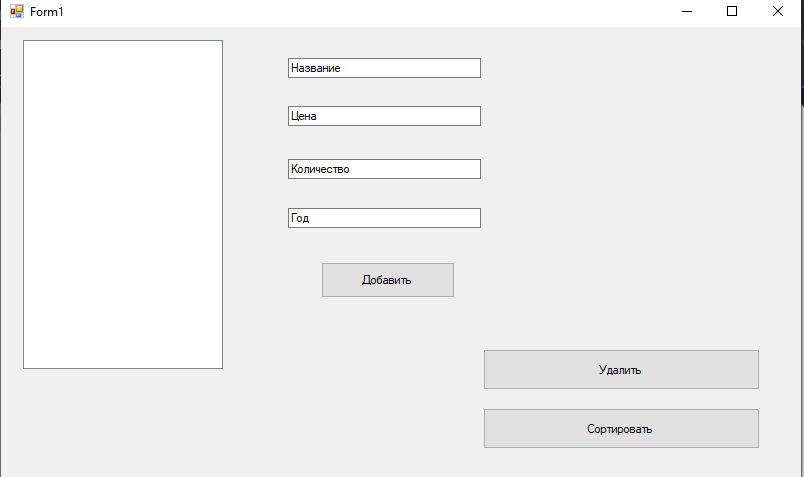 Form1
Название
Цена
Количество
Год
Добавить
Удалить
Сортировать